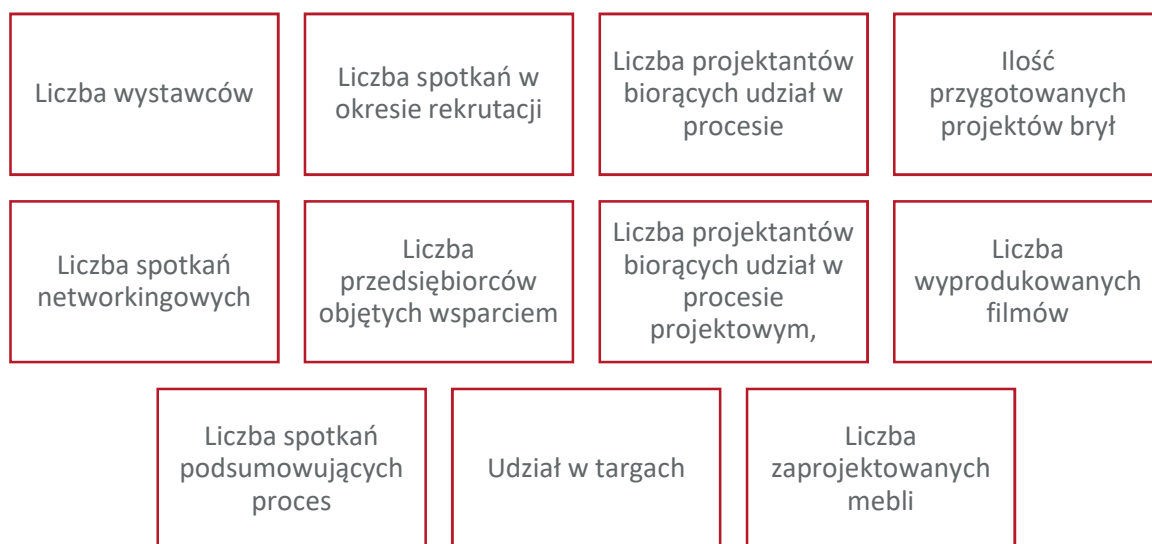 Liczba wystawców
Liczba spotkań w
okresie rekrutacji
Liczba projektantów
biorących udział w
procesie
Ilość
przygotowanych
projektów brył
Liczba spotkań
networkingowych
Liczba
przedsiębiorców
objętych wsparciem
Liczba projektantów
biorących udział w
procesie
projektowym,
Liczba
wyprodukowanych
filmów
Liczba spotkań
podsumowujących
proces
Udział w targach
Liczba
zaprojektowanych
mebli